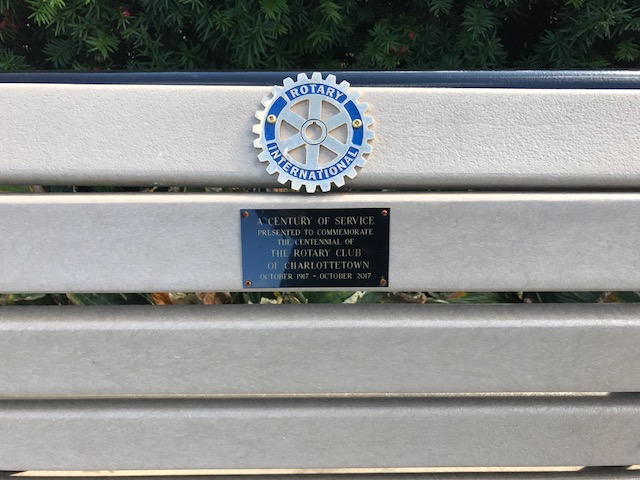 ROTARY
INTERNATIONAL
A CENTURY OF SERVICE
PRESENTED TO COMMEMORATE
THE CENTENNIAL OF
THE ROTARY CLUB
OF CHARLOTTETOWN
OCTOBER 1917 - OCTOBER 2017